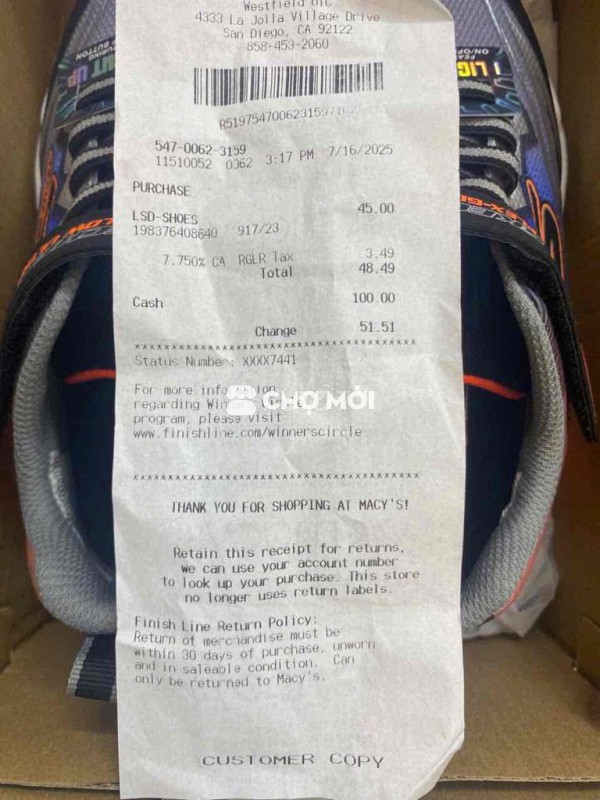 Westfield UTC
4333 La Jolla Village Drive
San Diego, CA 92122
858-453-2060
547-0062-3159
11510052 0062 3:17 PM 7/16/2025
PURCHASE
LSD-SHOES 45.00
198376408640 917/23
7.750% CA RGLR Tax 3.49
Total 48.49
Cash 100.00
Change 51.51
Status Number: XXXX7441
For more information
regarding
program, please visit
www.finishline.com/winnerscircle
CHỢ MỚI
THANK YOU FOR SHOPPING AT MACY'S!
Retain this receipt for returns,
we can use your account number
to look up your purchase. This store
no longer uses return labels.
Finish Line Return Policy:
Return of merchandise must be
within 30 days of purchase, unworn
and in saleable condition. Can
only be returned to Macy's.
CUSTOMER COPY